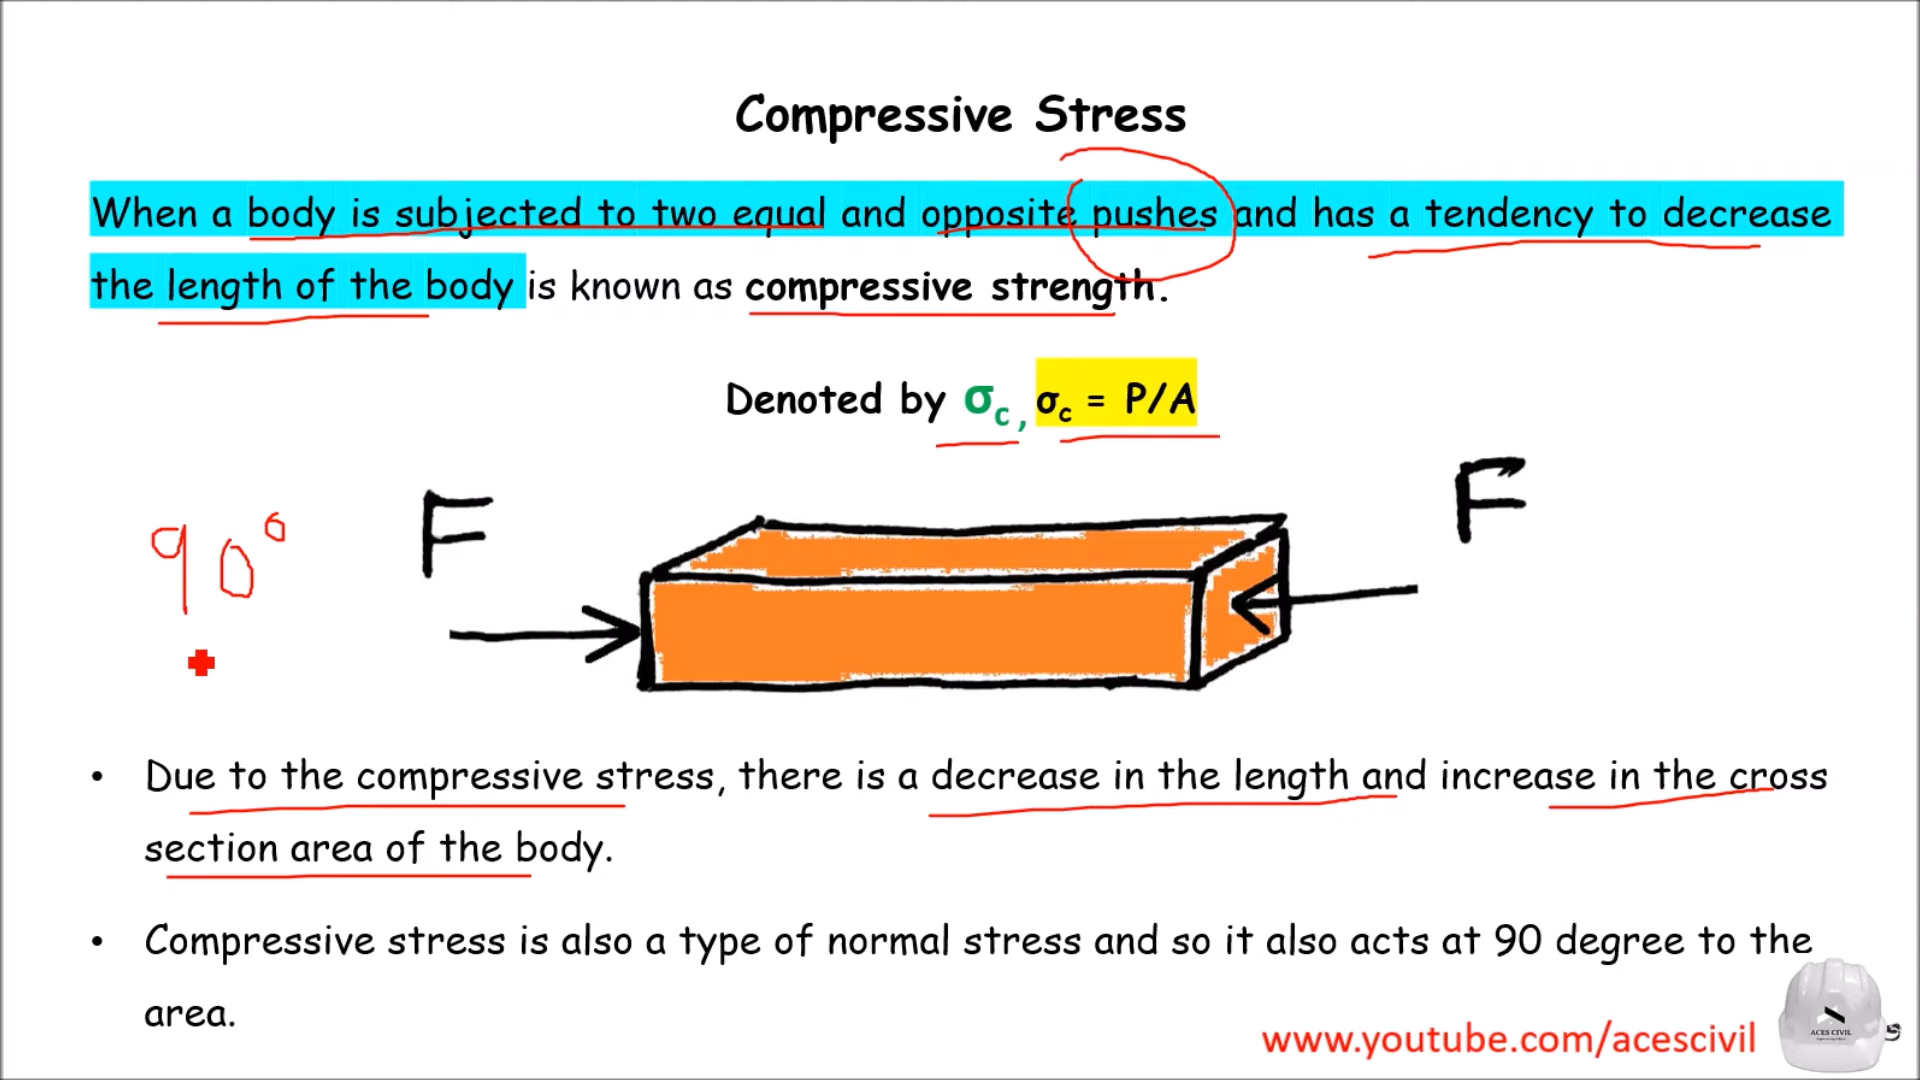 Compressive Stress
When a body is subjected to two equal and opposite pushes and has a tendency to decrease
the length of the body is known as compressive strength.
Denoted by σc, σc = P/A
90° F F
• Due to the compressive stress, there is a decrease in the length and increase in the cross
section area of the body.
• Compressive stress is also a type of normal stress and so it also acts at 90 degree to the
area.
www.youtube.com/acescivil
ACES CIVIL